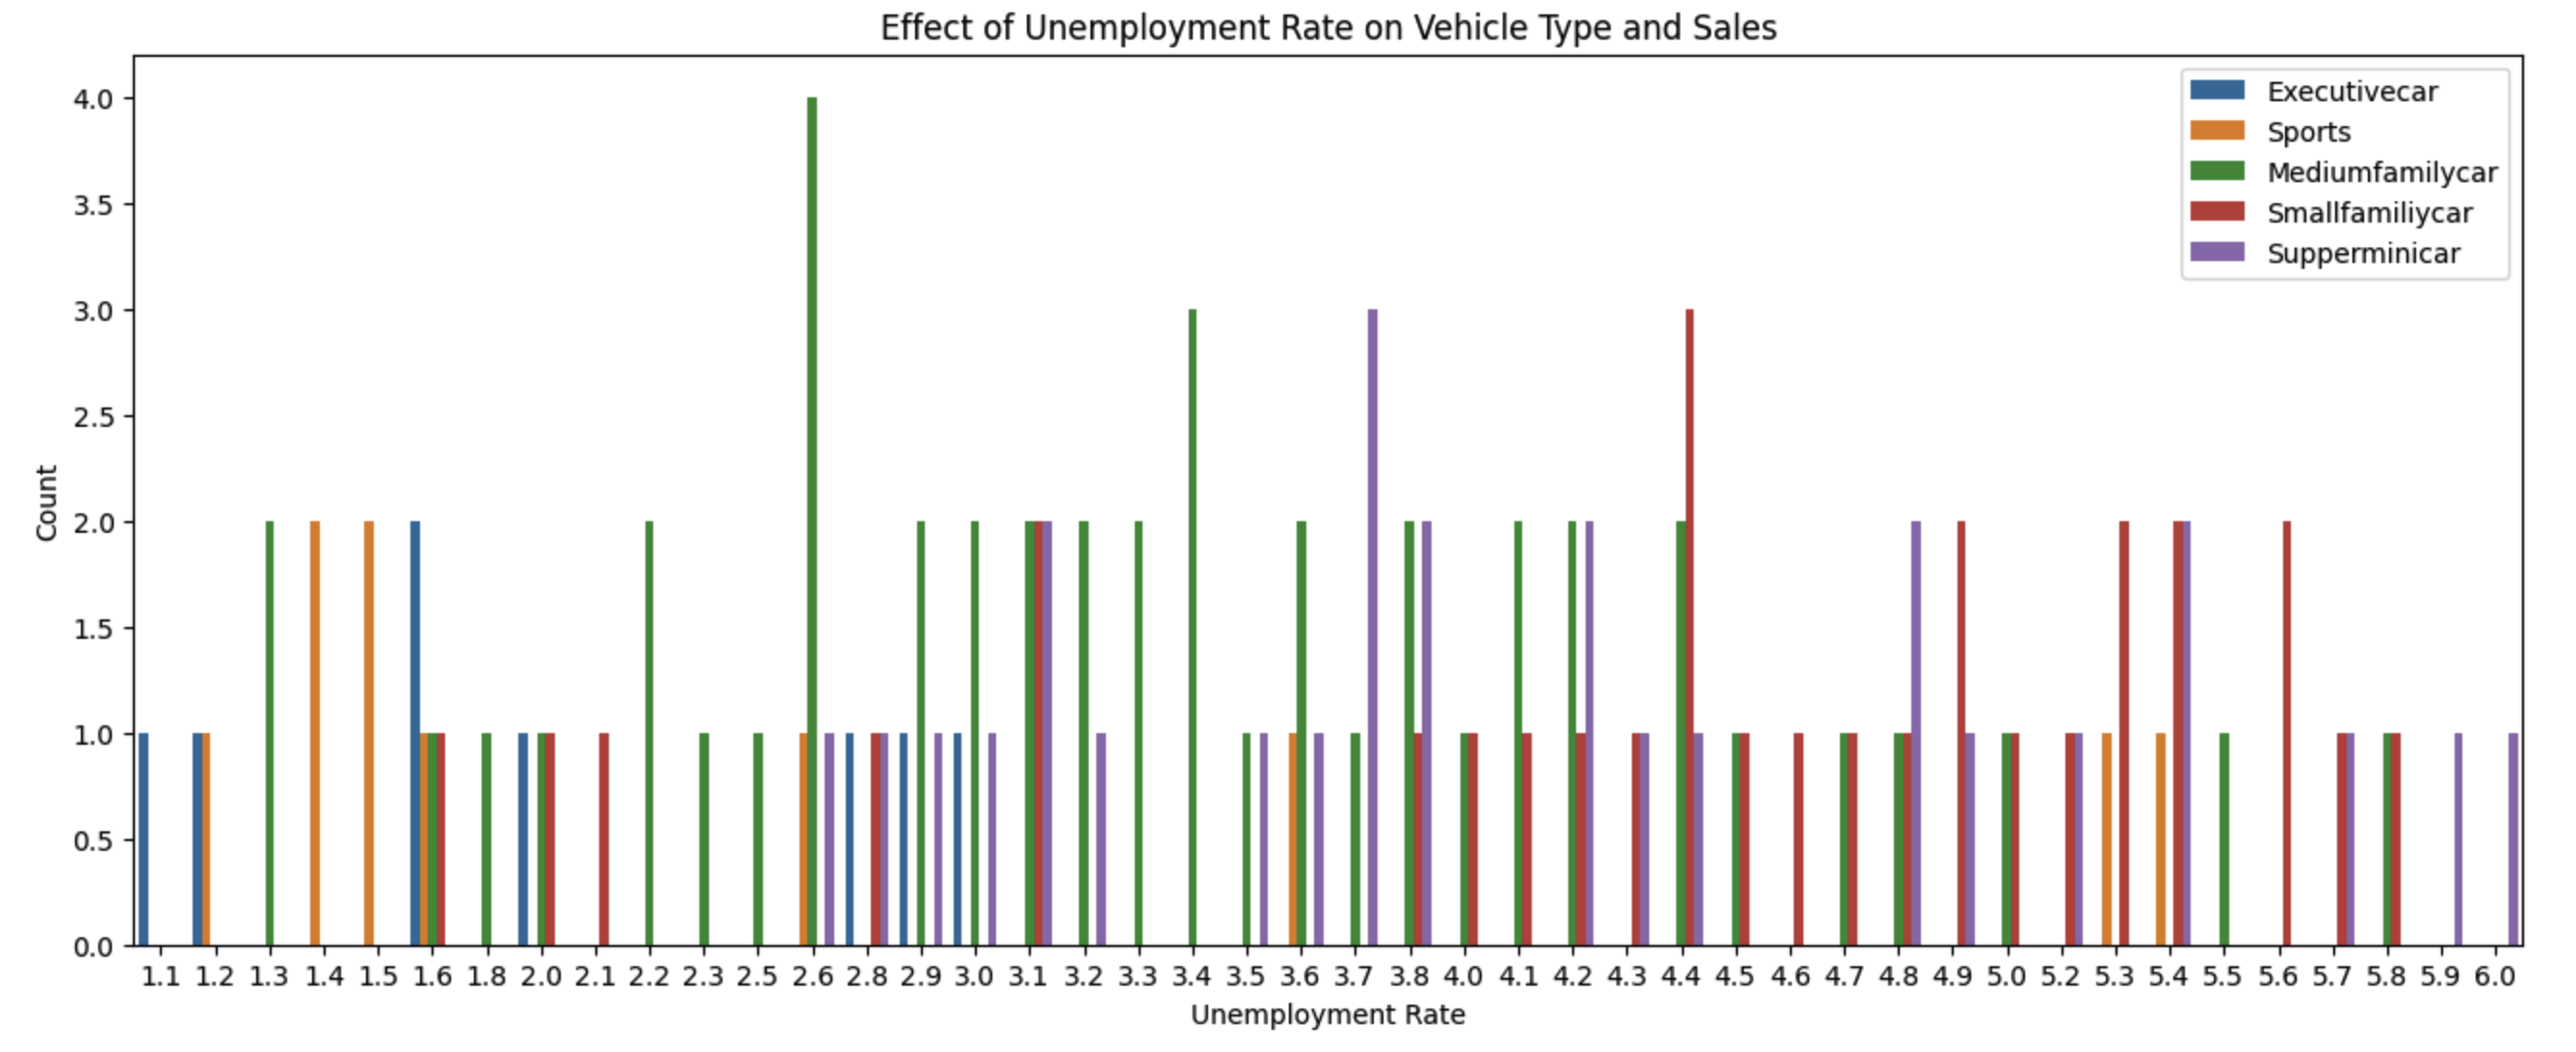 Effect of Unemployment Rate on Vehicle Type and Sales
Executivecar
Sports
Mediumfamilycar
Smallfamiliycar
Supperminicar
Count
4.0
3.5
3.0
2.5
2.0
1.5
1.0
0.5
0.0
1.1 1.2 1.3 1.4 1.5 1.6 1.8 2.0 2.1 2.2 2.3 2.5 2.6 2.8 2.9 3.0 3.1 3.2 3.3 3.4 3.5 3.6 3.7 3.8 4.0 4.1 4.2 4.3 4.4 4.5 4.6 4.7 4.8 4.9 5.0 5.2 5.3 5.4 5.5 5.6 5.7 5.8 5.9 6.0
Unemployment Rate